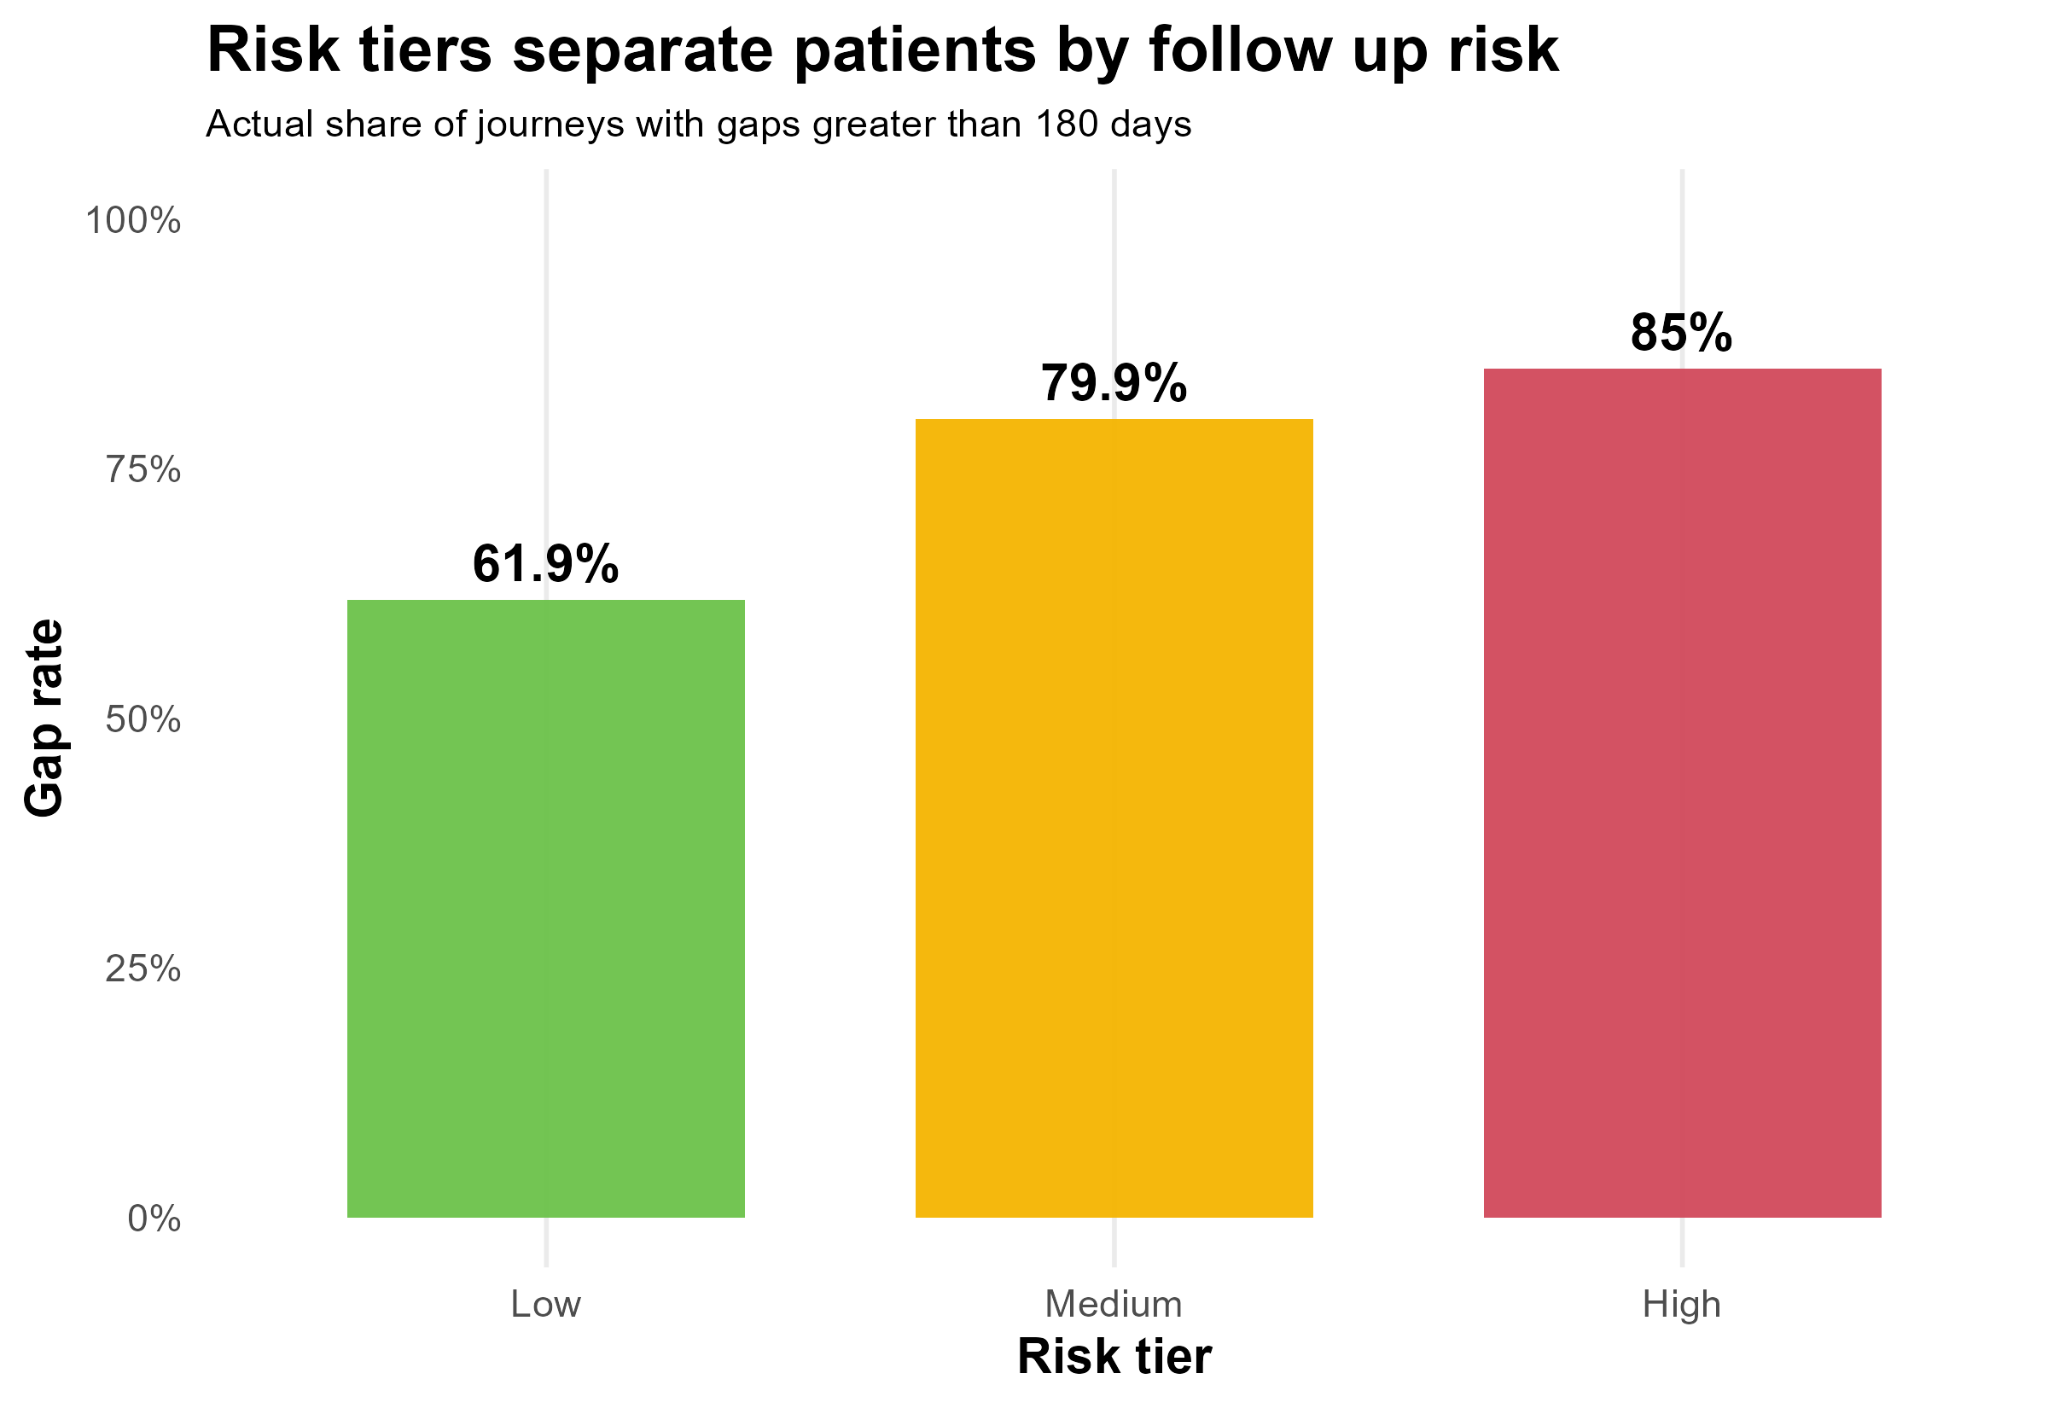 Risk tiers separate patients by follow up risk
Actual share of journeys with gaps greater than 180 days
100%
75%
50%
25%
0%
Gap rate
61.9%
79.9%
85%
Low
Medium
High
Risk tier